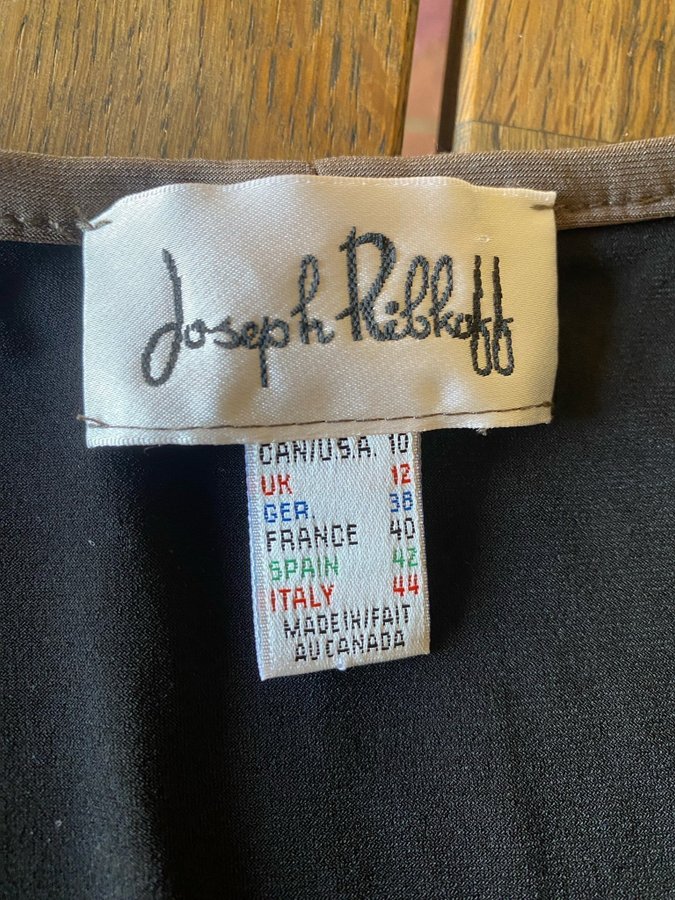 Joseph Ribkoff
CAN/U.S.A. 10
UK 12
GER. 38
FRANCE 40
SPAIN 42
ITALY 44
MADE IN/FAIT
AU CANADA